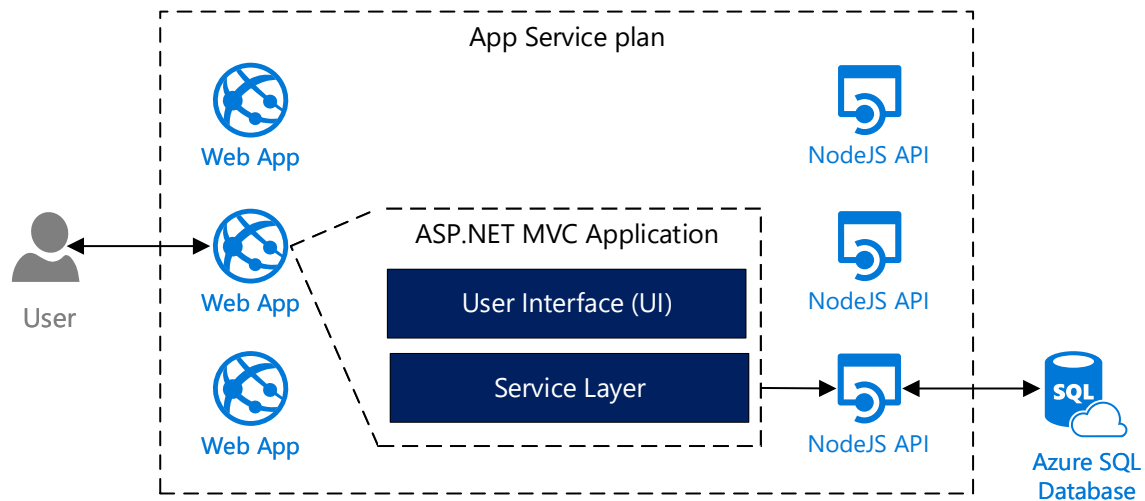 App Service plan
Web App
NodeJS API
ASP.NET MVC Application
User Interface (UI)
Service Layer
User
Web App
NodeJS API
Web App
NodeJS API
SQL
Azure SQL
Database